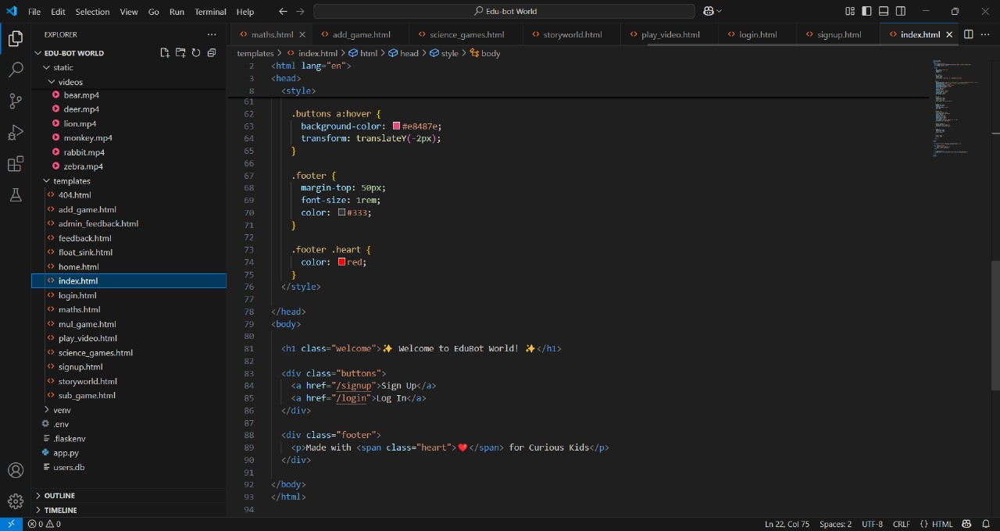 File Edit Selection View Go Run Terminal Help Edu-bot World
EXPLORER
EDU-BOT WORLD
static
videos
bear.mp4
deer.mp4
lion.mp4
monkey.mp4
rabbit.mp4
zebra.mp4
templates
404.html
add_game.html
admin_feedback.html
feedback.html
float_sink.html
home.html
index.html
login.html
maths.html
mul_game.html
play_video.html
science_games.html
signup.html
storyworld.html
sub_game.html
venv
.env
.flaskenv
app.py
users.db
OUTLINE
TIMELINE
maths.html add_game.html science_games.html storyworld.html play_video.html login.html signup.html index.html
templates > index.html > html > head > style > body
2 <html lang="en">
3 <head>
8 <style>
61
62 .buttons a:hover {
63 background-color: #e8487e;
64 transform: translateY(-2px);
65 }
66
67 .footer {
68 margin-top: 50px;
69 font-size: 1rem;
70 color: #333;
71 }
72
73 .footer .heart {
74 color: red;
75 }
76 </style>
77
78 </head>
79 <body>
80
81 <h1 class="welcome">✨ Welcome to EduBot World! ✨</h1>
82
83 <div class="buttons">
84 <a href="/signup">Sign Up</a>
85 <a href="/login">Log In</a>
86 </div>
87
88 <div class="footer">
89 <p>Made with <span class="heart">❤️</span> for Curious Kids</p>
90 </div>
91
92 </body>
93 </html>
94
0 0 Ln 22, Col 75 Spaces: 2 UTF-8 CRLF {} HTML